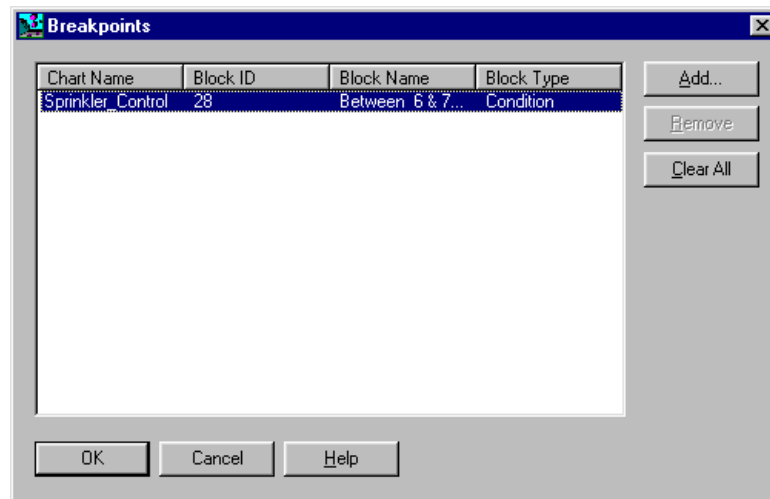 Breakpoints
Chart Name Block ID Block Name Block Type
Sprinkler_Control 28 Between 6 & 7... Condition
Add...
Remove
Clear All
OK Cancel Help